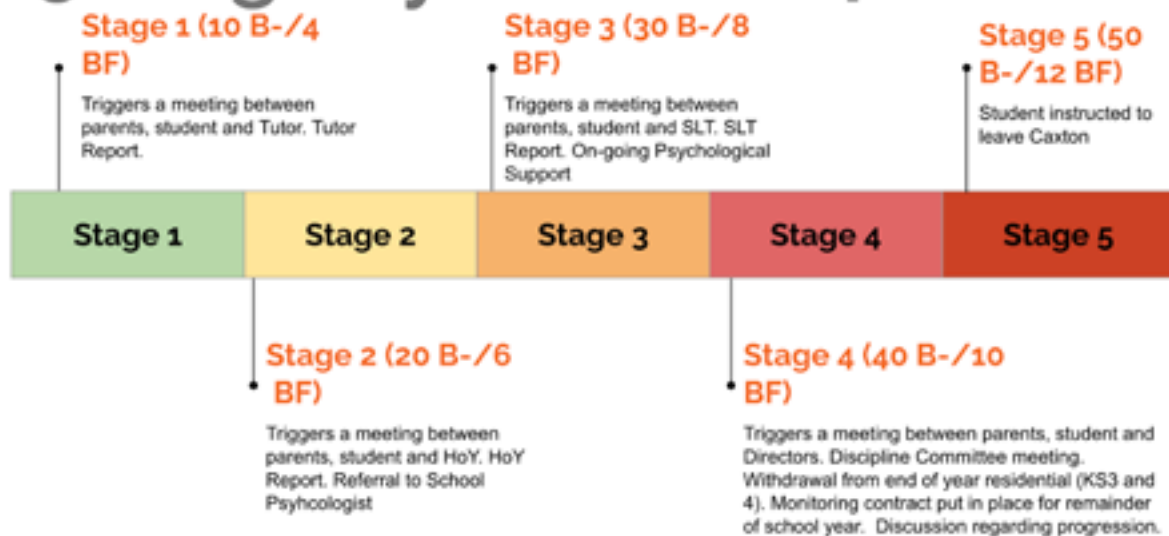 Stage 1 (10 B-/4
BF)
Triggers a meeting between
parents, student and Tutor. Tutor
Report.
Stage 3 (30 B-/8
BF)
Triggers a meeting between
parents, student and SLT. SLT
Report. On-going Psychological
Support
Stage 5 (50
B-/12 BF)
Student instructed to
leave Caxton
Stage 1
Stage 2
Stage 3
Stage 4
Stage 5
Stage 2 (20 B-/6
BF)
Triggers a meeting between
parents, student and HoY. HoY
Report. Referral to School
Psyhcologist
Stage 4 (40 B-/10
BF)
Triggers a meeting between parents, student and
Directors. Discipline Committee meeting.
Withdrawal from end of year residential (KS3 and
4). Monitoring contract put in place for remainder
of school year. Discussion regarding progression.